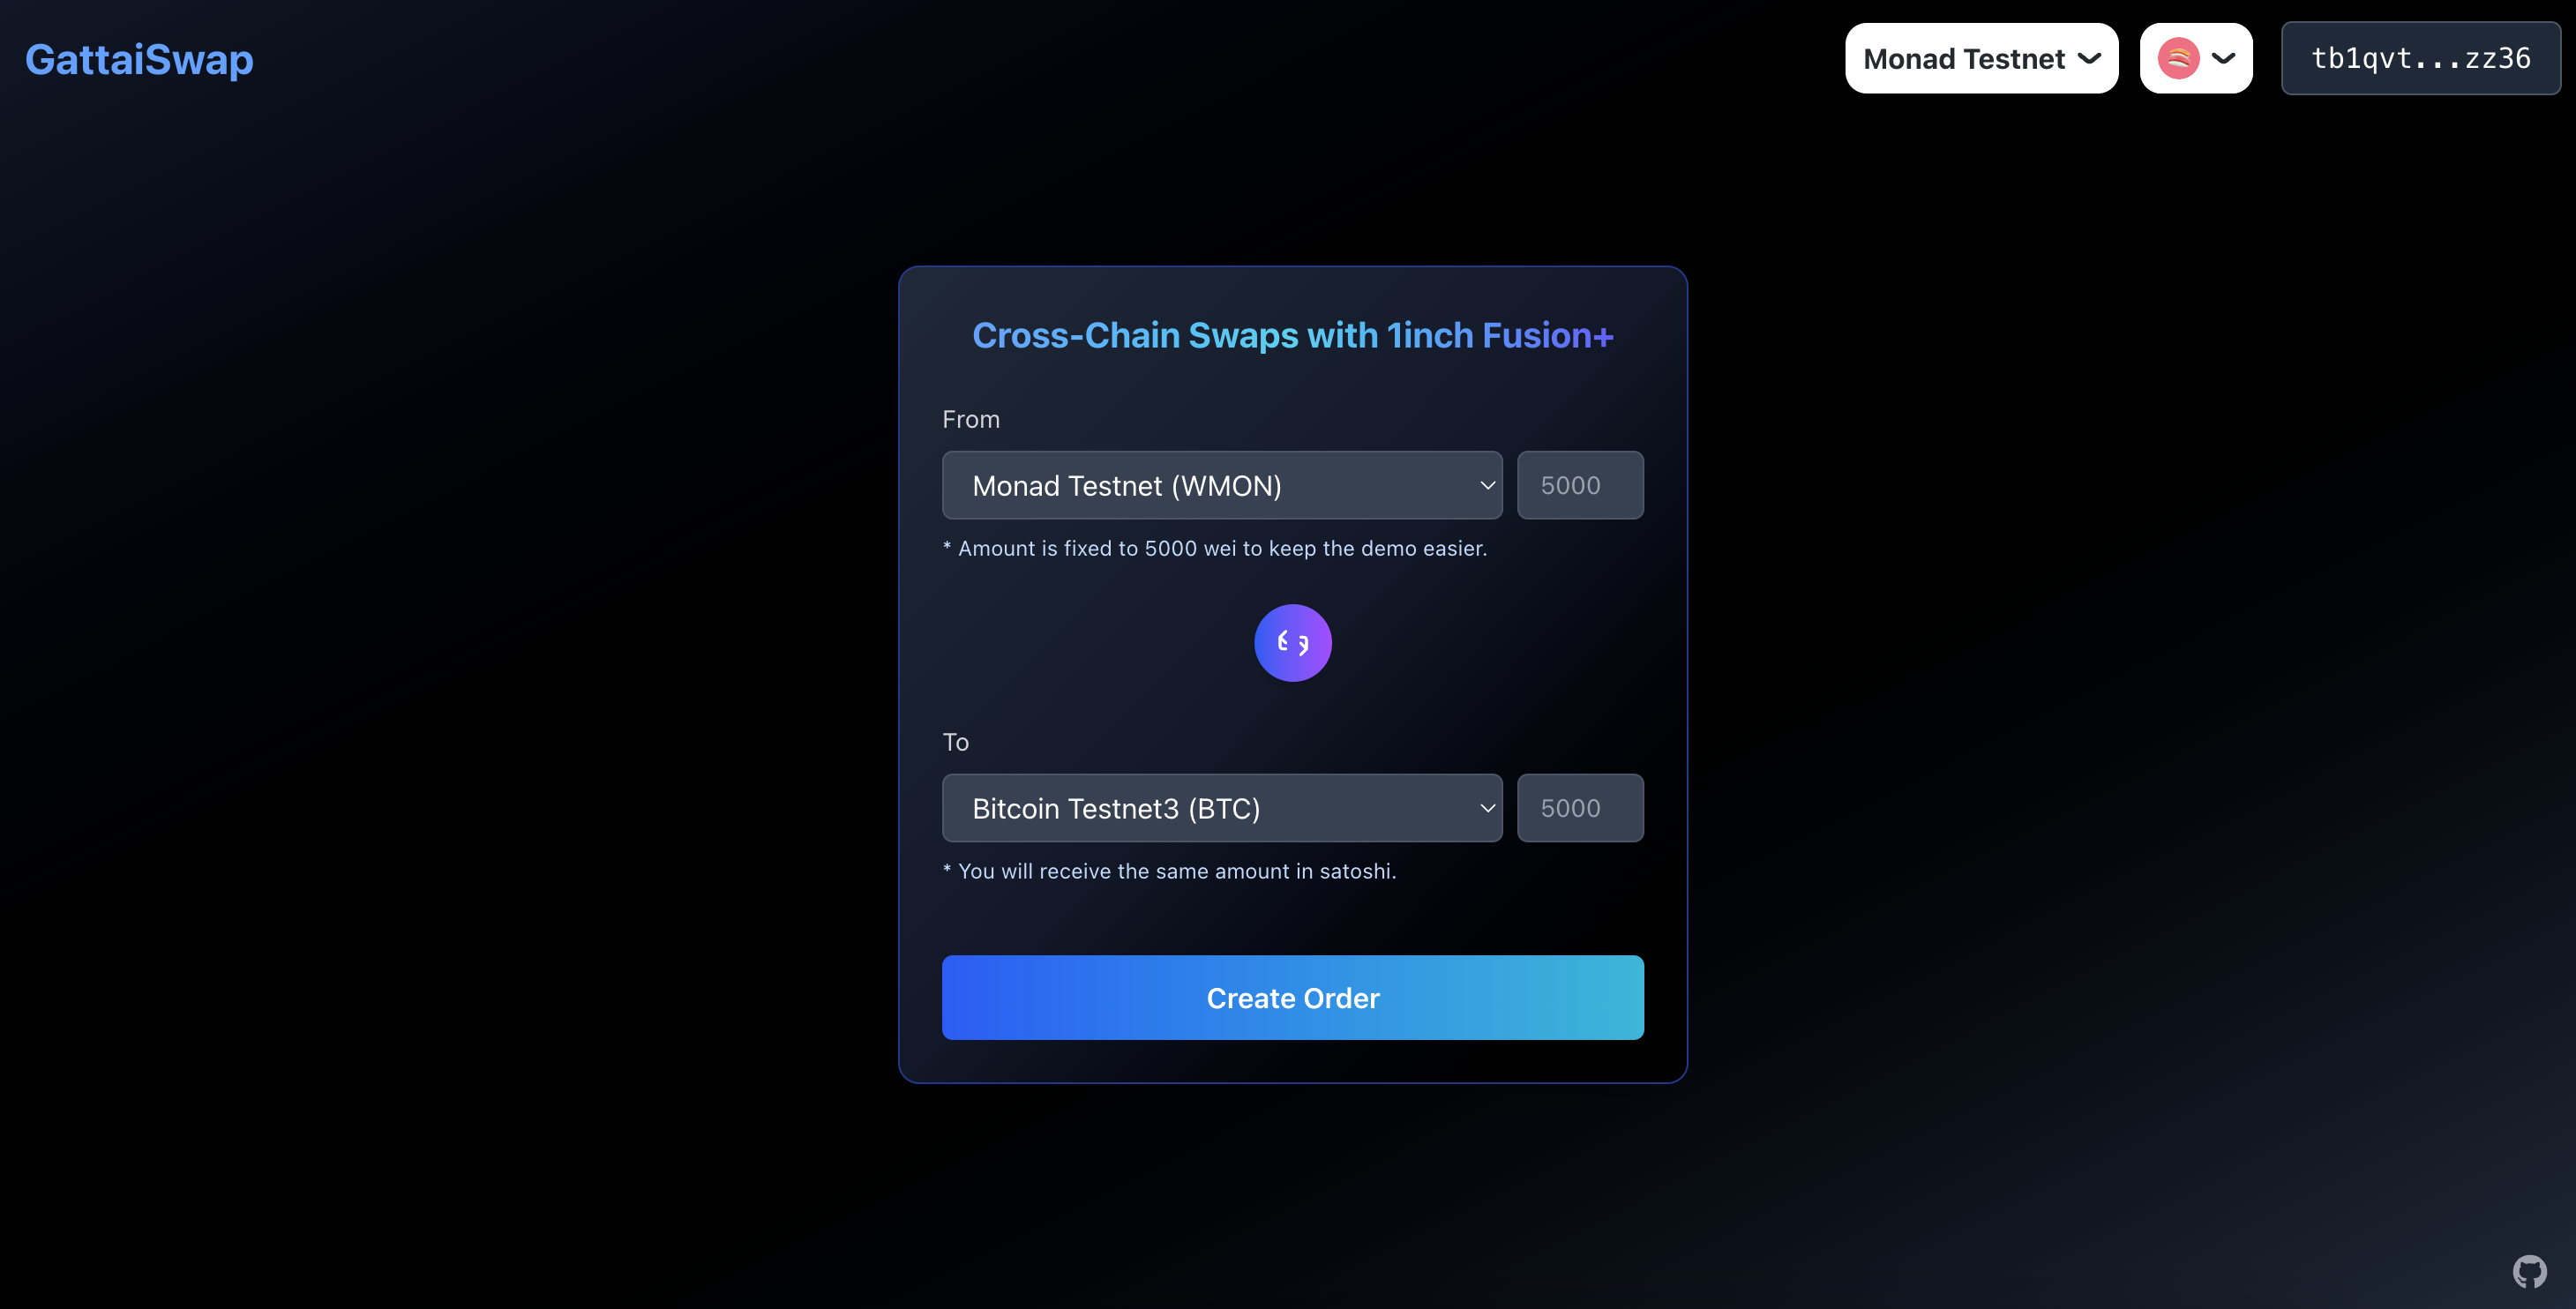 GattaiSwap
Monad Testnet
tb1qvt...zz36
Cross-Chain Swaps with 1inch Fusion+
From
Monad Testnet (WMON)
5000
* Amount is fixed to 5000 wei to keep the demo easier.
To
Bitcoin Testnet3 (BTC)
5000
* You will receive the same amount in satoshi.
Create Order